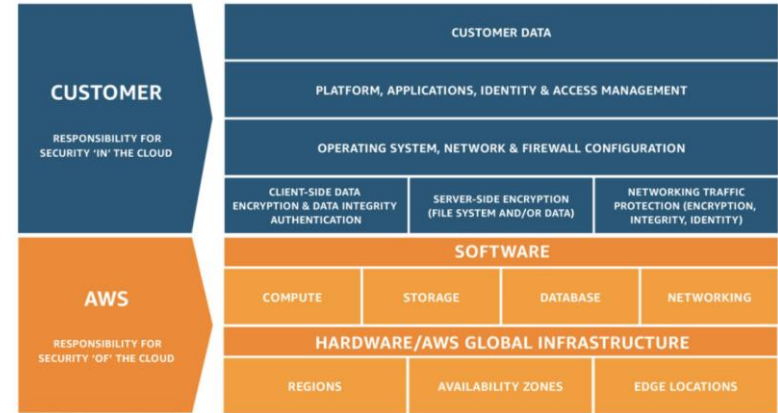 CUSTOMER
RESPONSIBILITY FOR
SECURITY 'IN' THE CLOUD
CUSTOMER DATA
PLATFORM, APPLICATIONS, IDENTITY & ACCESS MANAGEMENT
OPERATING SYSTEM, NETWORK & FIREWALL CONFIGURATION
CLIENT-SIDE DATA
ENCRYPTION & DATA INTEGRITY
AUTHENTICATION
SERVER-SIDE ENCRYPTION
(FILE SYSTEM AND/OR DATA)
NETWORKING TRAFFIC
PROTECTION (ENCRYPTION,
INTEGRITY, IDENTITY)
AWS
RESPONSIBILITY FOR
SECURITY 'OF' THE CLOUD
SOFTWARE
COMPUTE
STORAGE
DATABASE
NETWORKING
HARDWARE/AWS GLOBAL INFRASTRUCTURE
REGIONS
AVAILABILITY ZONES
EDGE LOCATIONS